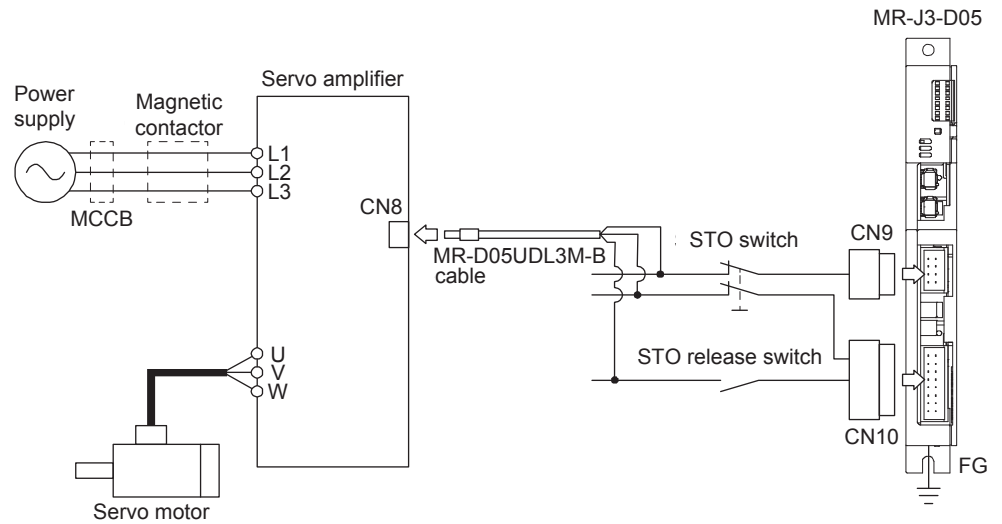 MR-J3-D05
Servo amplifier
Power
supply
Magnetic
contactor
L1
L2
L3
MCCB
CN8
MR-D05UDL3M-B
cable
STO switch
CN9
STO release switch
CN10
U
V
W
FG
Servo motor